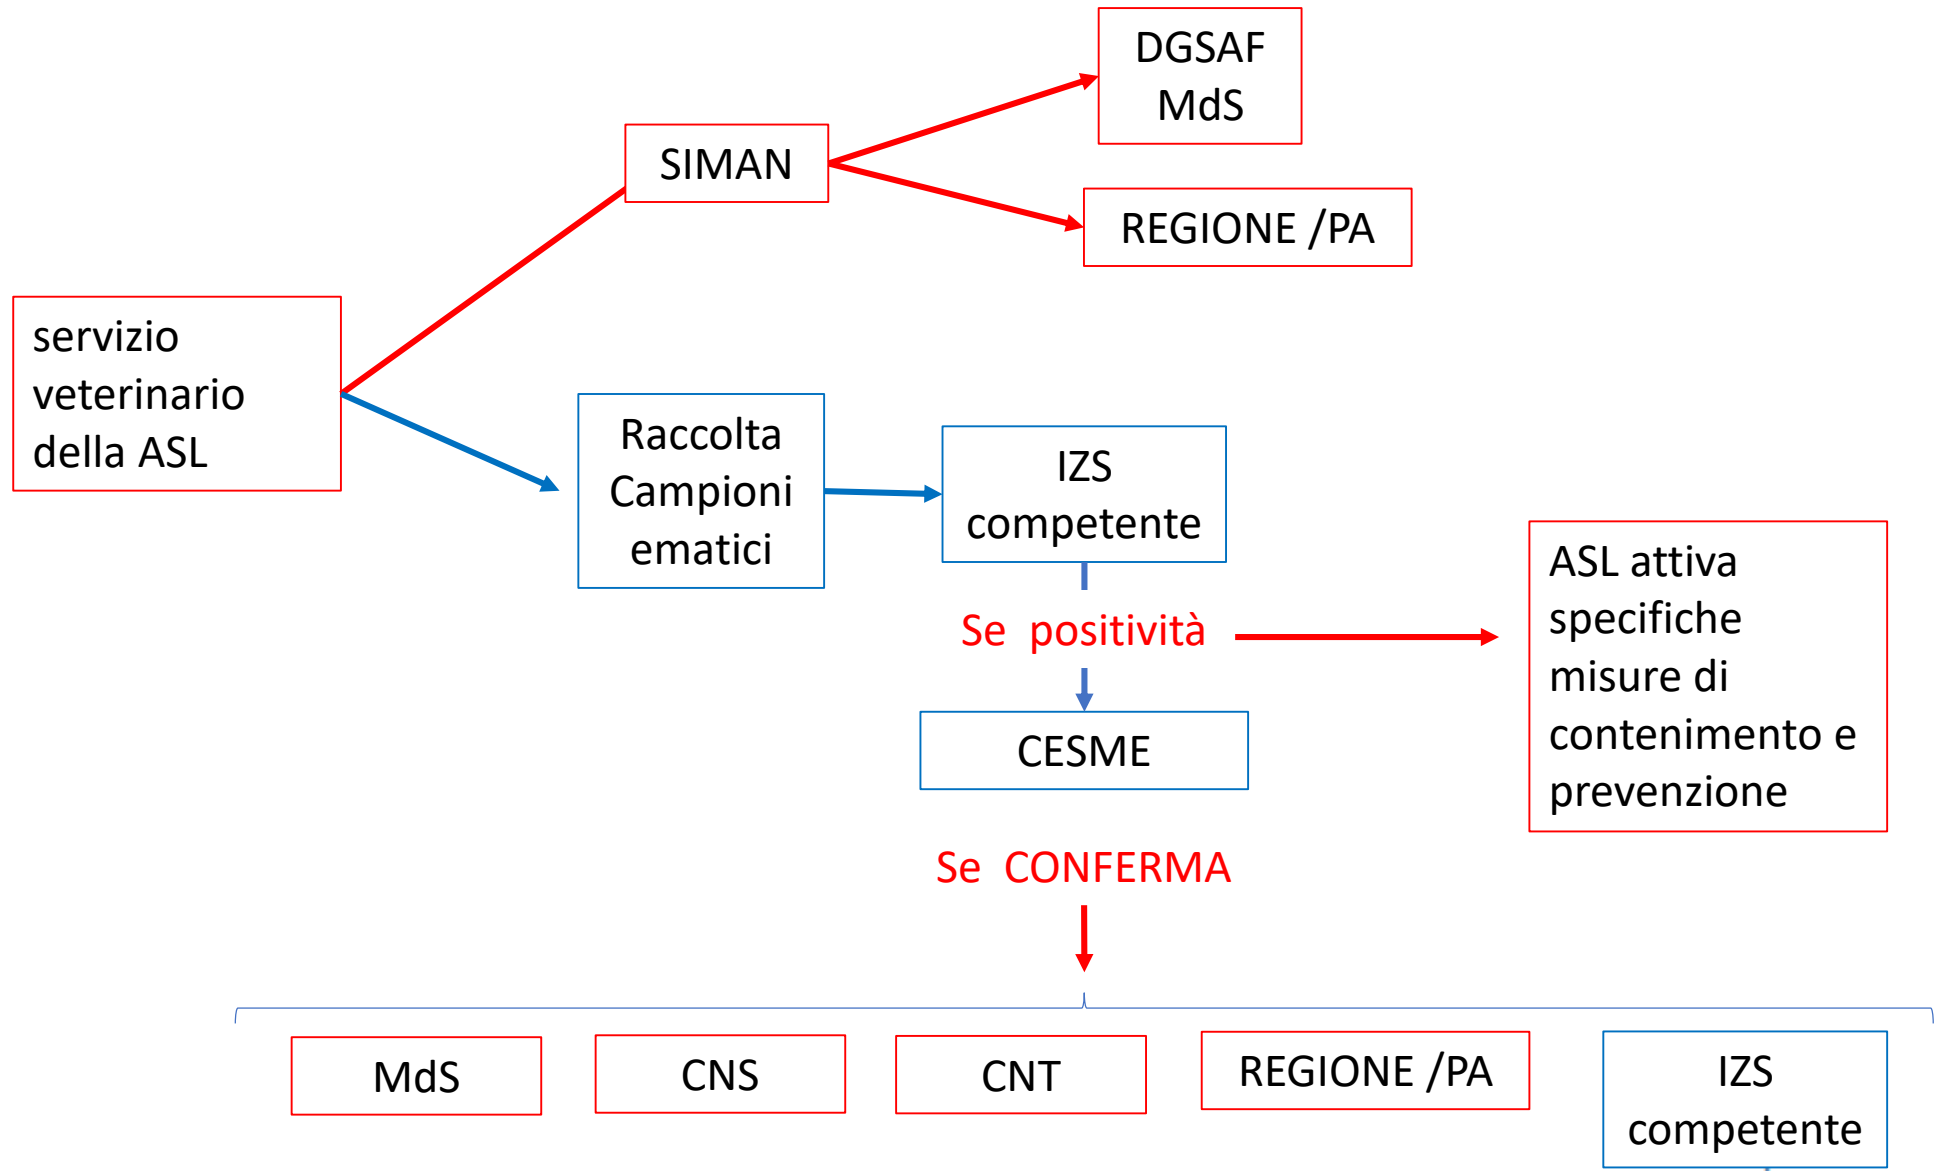 DGSAF
MdS
SIMAN
REGIONE /PA
servizio
veterinario
della ASL
Raccolta
Campioni
ematici
IZS
competente
Se  positività
ASL attiva
specifiche
misure di
contenimento e
prevenzione
CESME
Se  CONFERMA
MdS
CNS
CNT
REGIONE /PA
IZS
competente